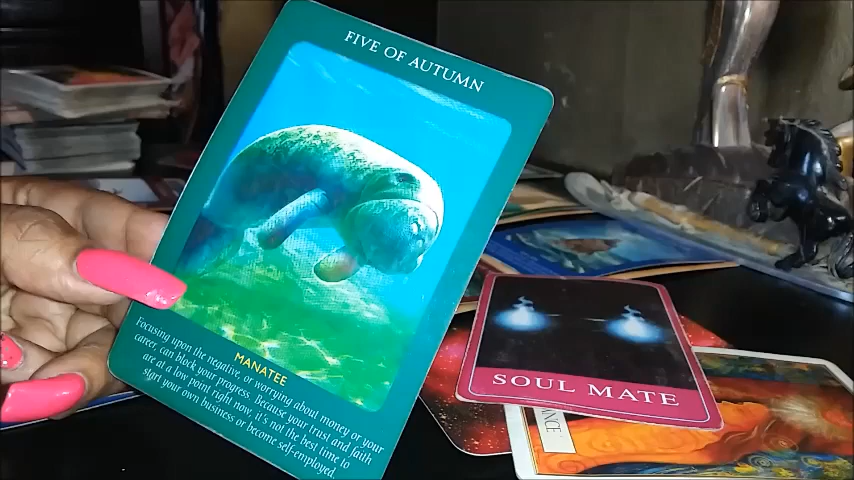 FIVE OF AUTUMN
MANATEE
Focusing upon the negative, or worrying about money or your
career, can block your progress. Because your trust and faith
are at a low point right now, it's not the best time to
start your own business or become self-employed.
SOUL MATE